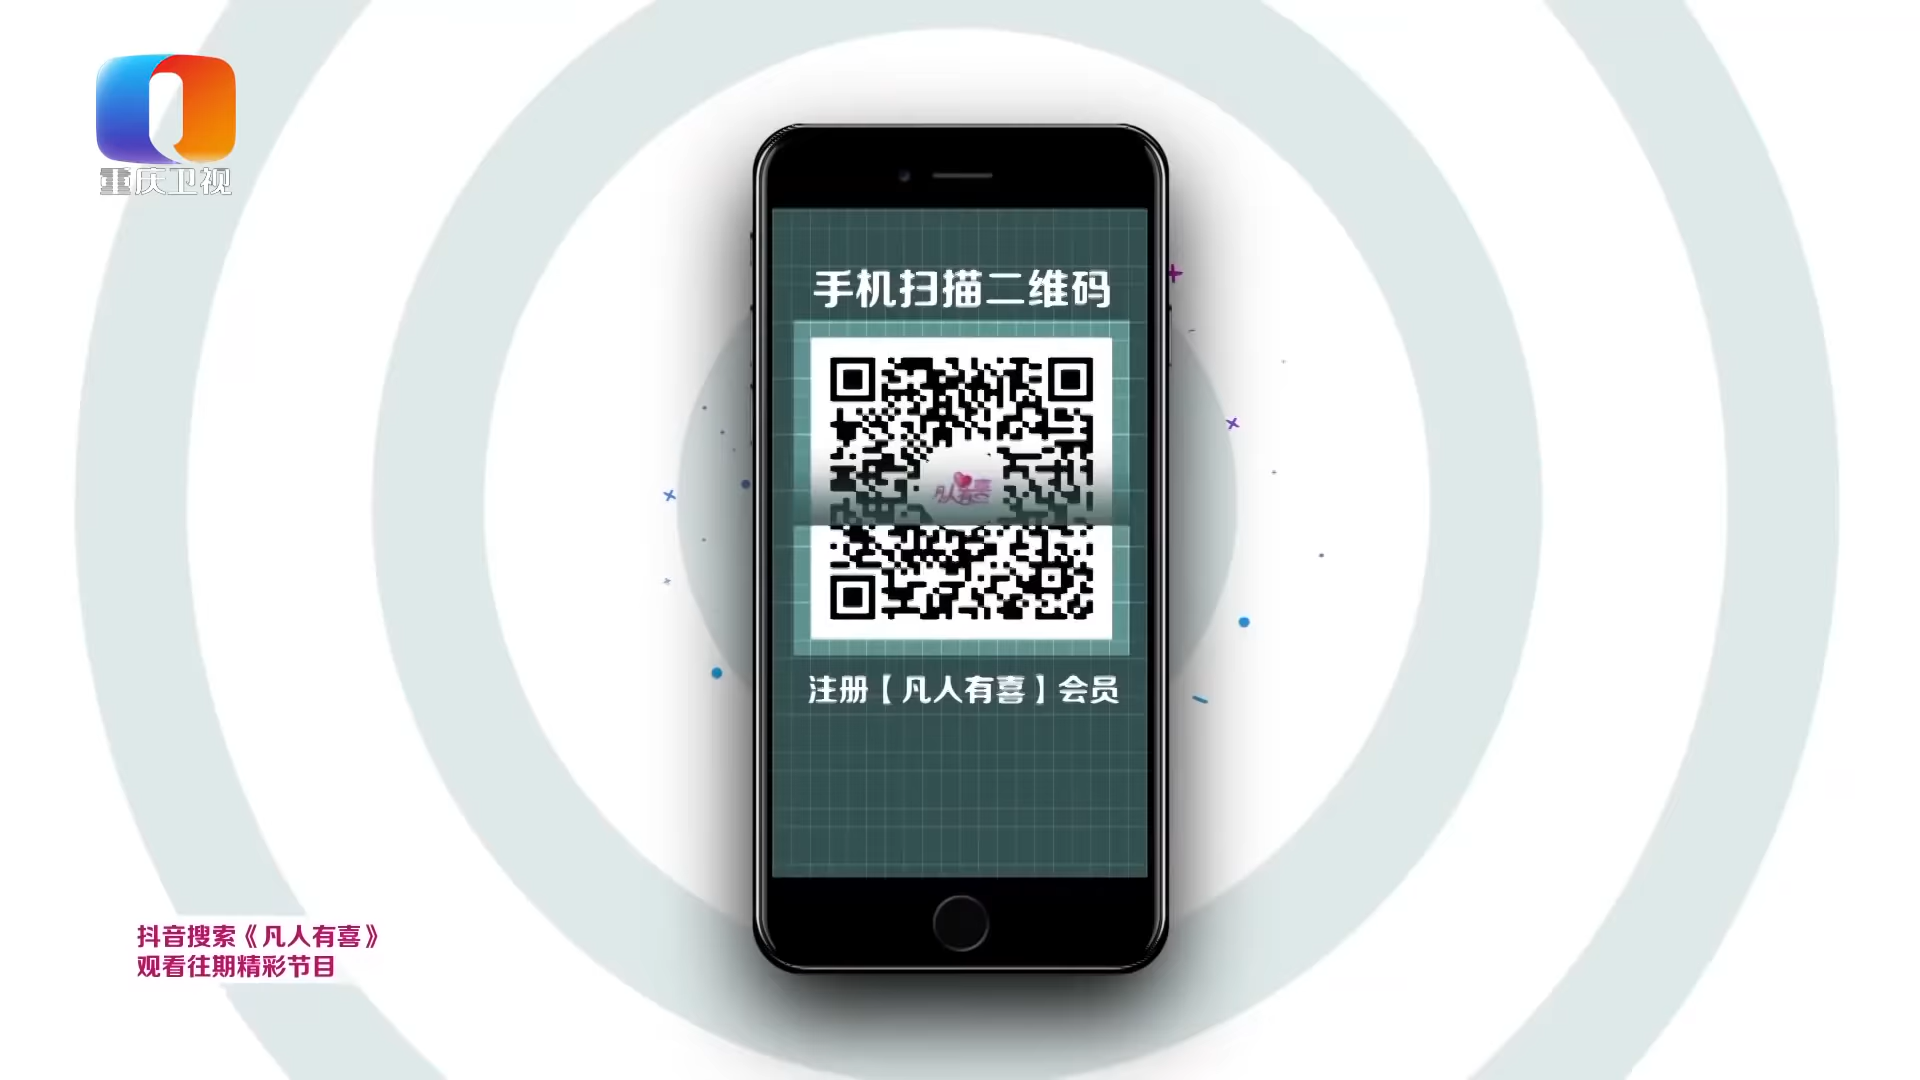 重庆卫视
手机扫描二维码
凡人有喜
注册【凡人有喜】会员
抖音搜索《凡人有喜》
观看往期精彩节目